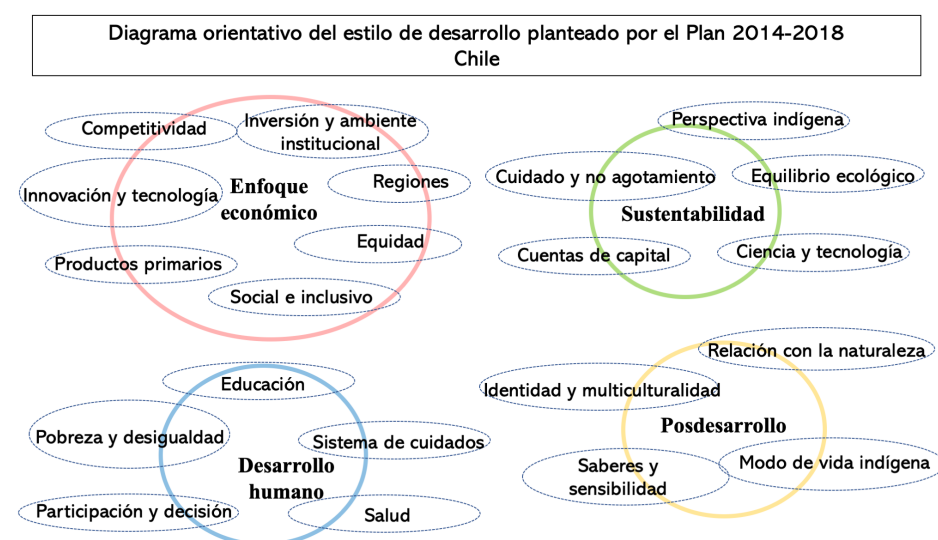 Diagrama orientativo del estilo de desarrollo planteado por el Plan 2014-2018
Chile
Competitividad
Inversión y ambiente
institucional
Innovación y tecnología
Enfoque
económico
Regiones
Equidad
Productos primarios
Social e inclusivo
Perspectiva indígena
Cuidado y no agotamiento
Equilibrio ecológico
Sustentabilidad
Cuentas de capital
Ciencia y tecnología
Educación
Pobreza y desigualdad
Sistema de cuidados
Desarrollo
humano
Participación y decisión
Salud
Relación con la naturaleza
Identidad y multiculturalidad
Posdesarrollo
Saberes y
sensibilidad
Modo de vida indígena